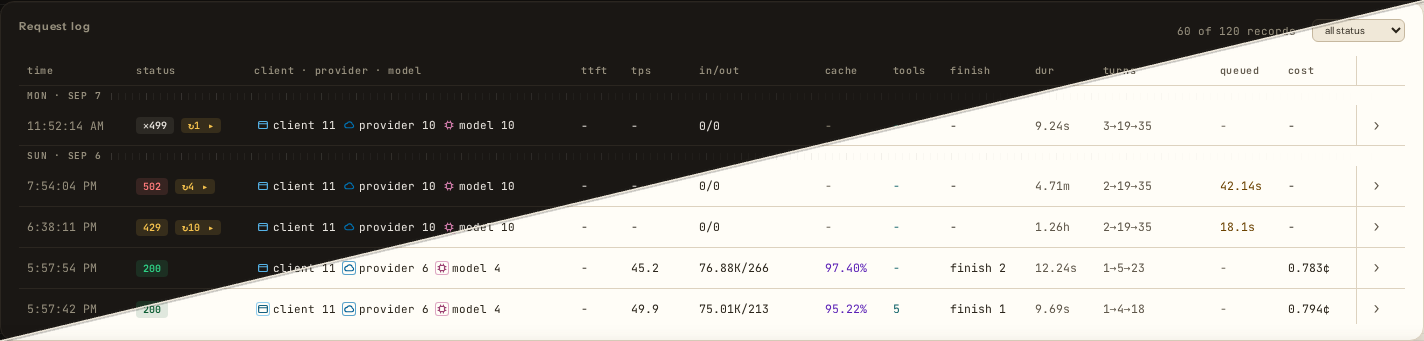 Request log
60 of 120 records all status
time status client · provider · model ttft tps in/out cache tools finish dur turns queued cost
MON · SEP 7
11:52:14 AM ×499 ↻1 ▸ client 11 provider 10 model 10 - - 0/0 - - - 9.24s 3→19→35 - - ›
SUN · SEP 6
7:54:04 PM 502 ↻4 ▸ client 11 provider 10 model 10 - - 0/0 - - - 4.71m 2→19→35 42.14s - ›
6:38:11 PM 429 ↻10 ▸ client 11 provider 10 model 10 - - 0/0 - - - 1.26h 2→19→35 18.1s - ›
5:57:54 PM 200 client 11 provider 6 model 4 - 45.2 76.88K/266 97.40% - finish 2 12.24s 1→5→23 - 0.783¢ ›
5:57:42 PM 200 client 11 provider 6 model 4 - 49.9 75.01K/213 95.22% 5 finish 1 9.69s 1→4→18 - 0.794¢ ›